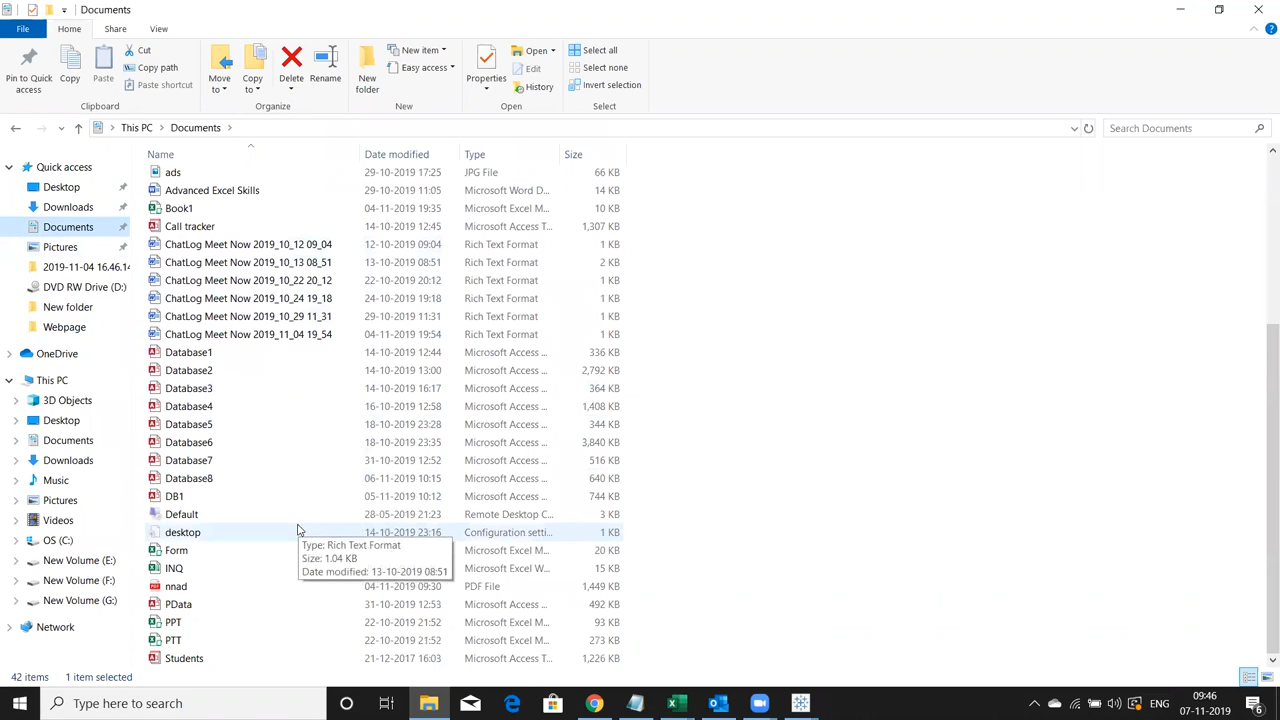 Documents
File Home Share View
Pin to Quick access
Copy
Paste
Cut
Copy path
Paste shortcut
Clipboard
Move to
Copy to
Delete
Rename
Organize
New folder
New item
Easy access
New
Properties
Open
Edit
History
Open
Select all
Select none
Invert selection
Select
This PC Documents
Search Documents
Quick access
Desktop
Downloads
Documents
Pictures
2019-11-04 16.46.14
DVD RW Drive (D:)
New folder
Webpage
OneDrive
This PC
3D Objects
Desktop
Documents
Downloads
Music
Pictures
Videos
OS (C:)
New Volume (E:)
New Volume (F:)
New Volume (G:)
Network
Name Date modified Type Size
ads 29-10-2019 17:25 JPG File 66 KB
Advanced Excel Skills 29-10-2019 11:05 Microsoft Word D... 14 KB
Book1 04-11-2019 19:35 Microsoft Excel M... 10 KB
Call tracker 14-10-2019 12:45 Microsoft Access T... 1,307 KB
ChatLog Meet Now 2019_10_12 09_04 12-10-2019 09:04 Rich Text Format 1 KB
ChatLog Meet Now 2019_10_13 08_51 13-10-2019 08:51 Rich Text Format 2 KB
ChatLog Meet Now 2019_10_22 20_12 22-10-2019 20:12 Rich Text Format 1 KB
ChatLog Meet Now 2019_10_24 19_18 24-10-2019 19:18 Rich Text Format 1 KB
ChatLog Meet Now 2019_10_29 11_31 29-10-2019 11:31 Rich Text Format 1 KB
ChatLog Meet Now 2019_11_04 19_54 04-11-2019 19:54 Rich Text Format 1 KB
Database1 14-10-2019 12:44 Microsoft Access ... 336 KB
Database2 14-10-2019 13:00 Microsoft Access ... 2,792 KB
Database3 14-10-2019 16:17 Microsoft Access ... 364 KB
Database4 16-10-2019 12:58 Microsoft Access ... 1,408 KB
Database5 18-10-2019 23:28 Microsoft Access ... 344 KB
Database6 18-10-2019 23:35 Microsoft Access ... 3,840 KB
Database7 31-10-2019 12:52 Microsoft Access ... 516 KB
Database8 06-11-2019 10:15 Microsoft Access ... 640 KB
DB1 05-11-2019 10:12 Microsoft Access ... 744 KB
Default 28-05-2019 21:23 Remote Desktop C... 3 KB
desktop 14-10-2019 23:16 Configuration setti... 1 KB
Form Microsoft Excel M... 20 KB
INQ Microsoft Excel W... 15 KB
nnad 04-11-2019 09:30 PDF File 1,449 KB
PData 31-10-2019 12:53 Microsoft Access ... 492 KB
PPT 22-10-2019 21:52 Microsoft Excel M... 93 KB
PTT 22-10-2019 21:52 Microsoft Excel M... 273 KB
Students 21-12-2017 16:03 Microsoft Access T... 1,226 KB
Type: Rich Text Format
Size: 1.04 KB
Date modified: 13-10-2019 08:51
42 items 1 item selected
Type here to search
ENG
09:46
07-11-2019
6